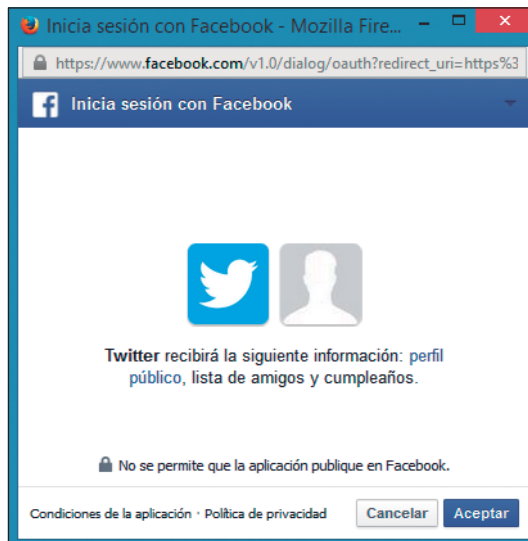 Inicia sesión con Facebook - Mozilla Fire...
https://www.facebook.com/v1.0/dialog/oauth?redirect_uri=https%3
Inicia sesión con Facebook
Twitter recibirá la siguiente información: perfil
público, lista de amigos y cumpleaños.
No se permite que la aplicación publique en Facebook.
Condiciones de la aplicación · Política de privacidad Cancelar Aceptar